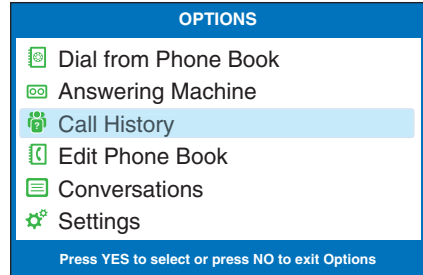 OPTIONS
Dial from Phone Book
Answering Machine
Call History
Edit Phone Book
Conversations
Settings
Press YES to select or press NO to exit Options